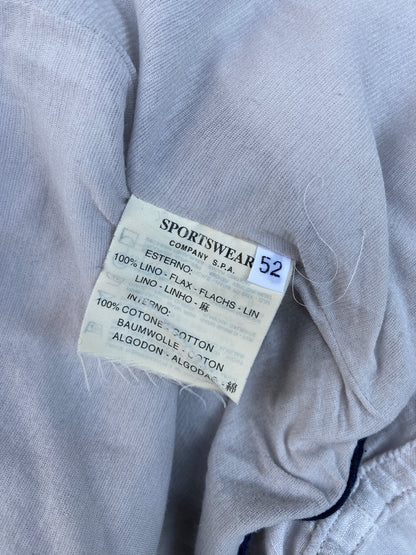 SPORTSWEAR
COMPANY S.P.A.
52
ESTERNO:
100% LINO - FLAX - FLACHS - LIN
LINO - LINHO - 麻
INTERNO:
100% COTONE - COTTON
BAUMWOLLE - COTON
ALGODON - ALGODAO - 綿